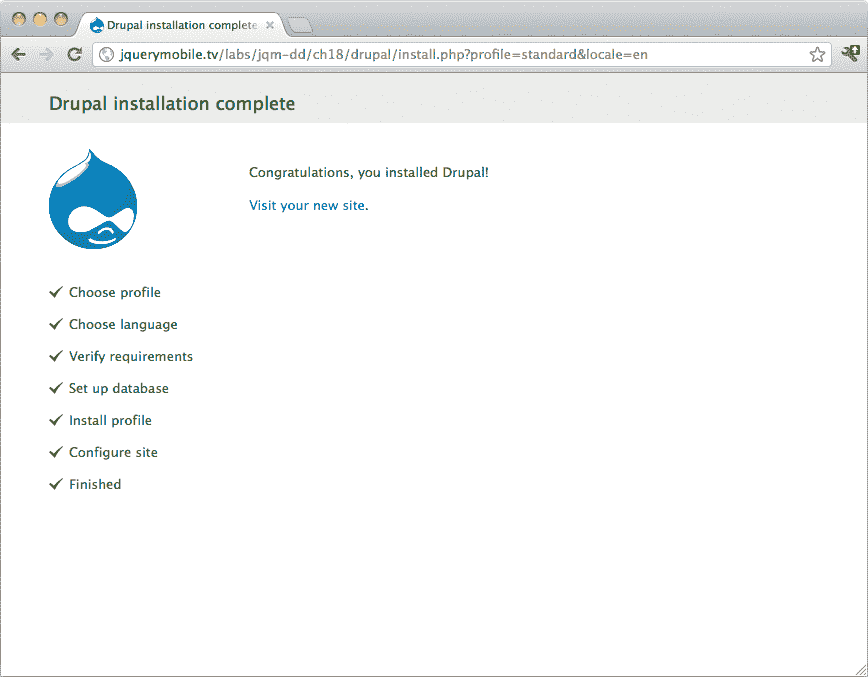 Drupal installation complete
jquerymobile.tv/labs/jqm-dd/ch18/drupal/install.php?profile=standard&locale=en
Drupal installation complete
Congratulations, you installed Drupal!
Visit your new site.
Choose profile
Choose language
Verify requirements
Set up database
Install profile
Configure site
Finished